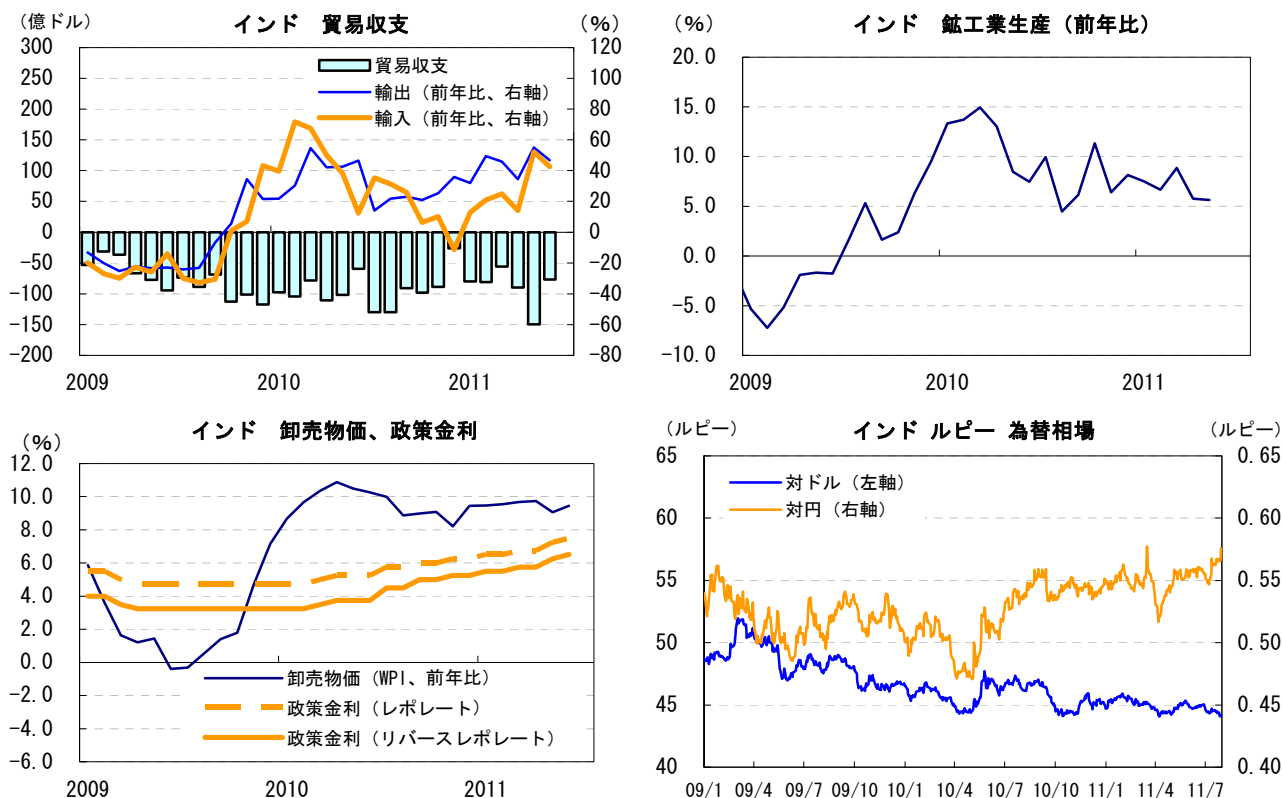 インド 貿易収支
（億ドル）
（%）
300
250
200
150
100
50
0
-50
-100
-150
-200
120
100
80
60
40
20
0
-20
-40
-60
-80
貿易収支
輸出（前年比、右軸）
輸入（前年比、右軸）
2009 2010 2011
インド 鉱工業生産（前年比）
（%）
20.0
15.0
10.0
5.0
0.0
-5.0
-10.0
2009 2010 2011
インド 卸売物価、政策金利
（%）
12.0
10.0
8.0
6.0
4.0
2.0
0.0
-2.0
-4.0
-6.0
卸売物価（WPI、前年比）
政策金利（レポレート）
政策金利（リバースレポレート）
2009 2010 2011
インド ルピー 為替相場
（ルピー）
（ルピー）
65
60
55
50
45
40
0.65
0.60
0.55
0.50
0.45
0.40
対ドル（左軸）
対円（右軸）
09/1 09/4 09/7 09/10 10/1 10/4 10/7 10/10 11/1 11/4 11/7